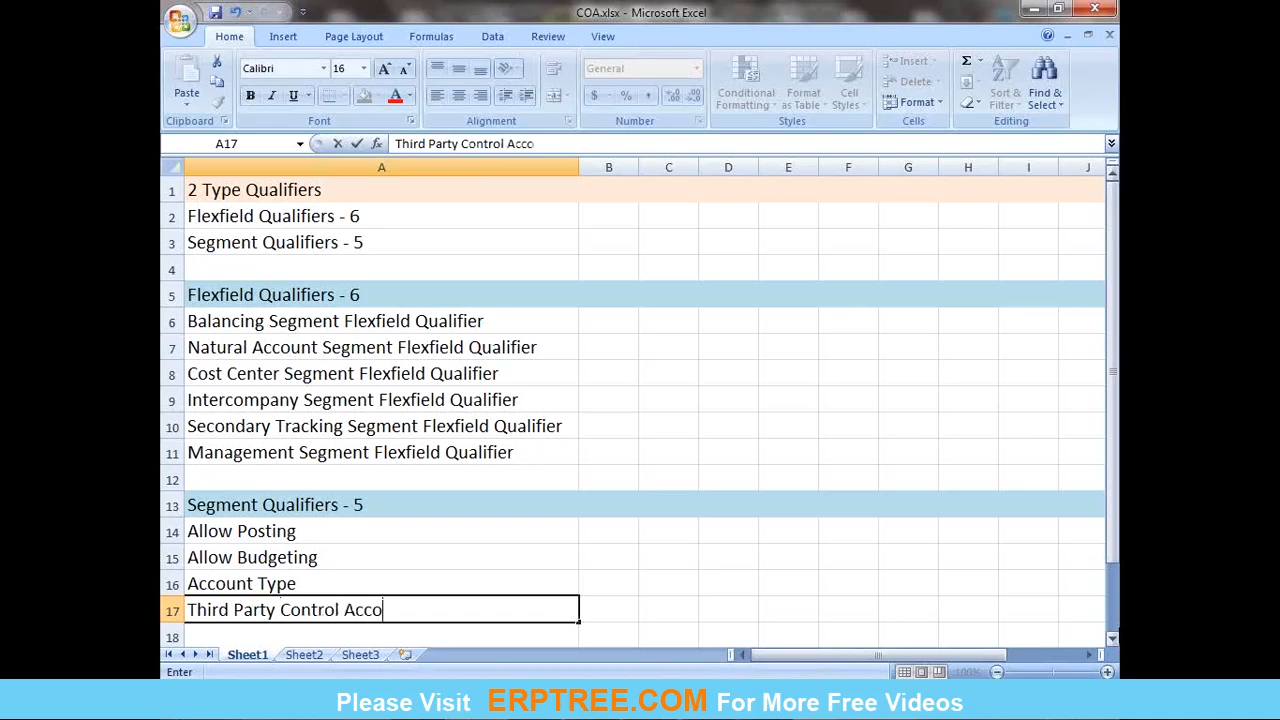 COA.xlsx - Microsoft Excel
Home Insert Page Layout Formulas Data Review View
Calibri 16 General
Paste B I U $ % , Conditional Formatting Format as Table Cell Styles Insert Delete Format Σ Sort & Filter Find & Select
Clipboard Font Alignment Number Styles Cells Editing
A17 fx Third Party Control Acco
A B C D E F G H I J
1 2 Type Qualifiers
2 Flexfield Qualifiers - 6
3 Segment Qualifiers - 5
4
5 Flexfield Qualifiers - 6
6 Balancing Segment Flexfield Qualifier
7 Natural Account Segment Flexfield Qualifier
8 Cost Center Segment Flexfield Qualifier
9 Intercompany Segment Flexfield Qualifier
10 Secondary Tracking Segment Flexfield Qualifier
11 Management Segment Flexfield Qualifier
12
13 Segment Qualifiers - 5
14 Allow Posting
15 Allow Budgeting
16 Account Type
17 Third Party Control Acco
18
Sheet1 Sheet2 Sheet3
Enter 100%
Please Visit ERPTREE.COM For More Free Videos